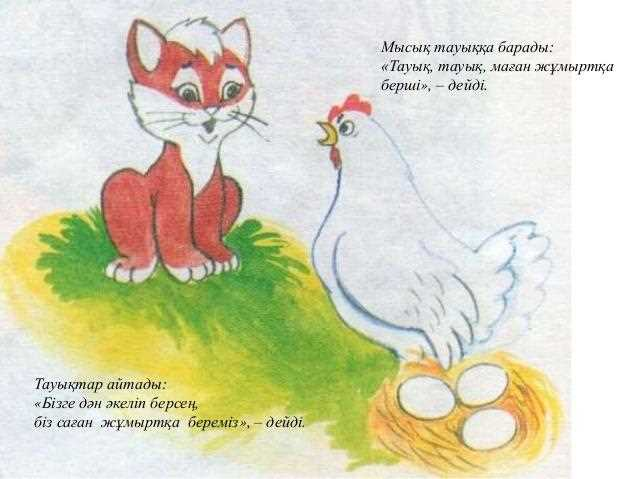 Мысық тауыққа барады:
«Тауық, тауық, маған жұмыртқа
берші», – дейді.
Тауықтар айтады:
«Бізге дән әкеліп берсең,
біз саған жұмыртқа береміз», – дейді.